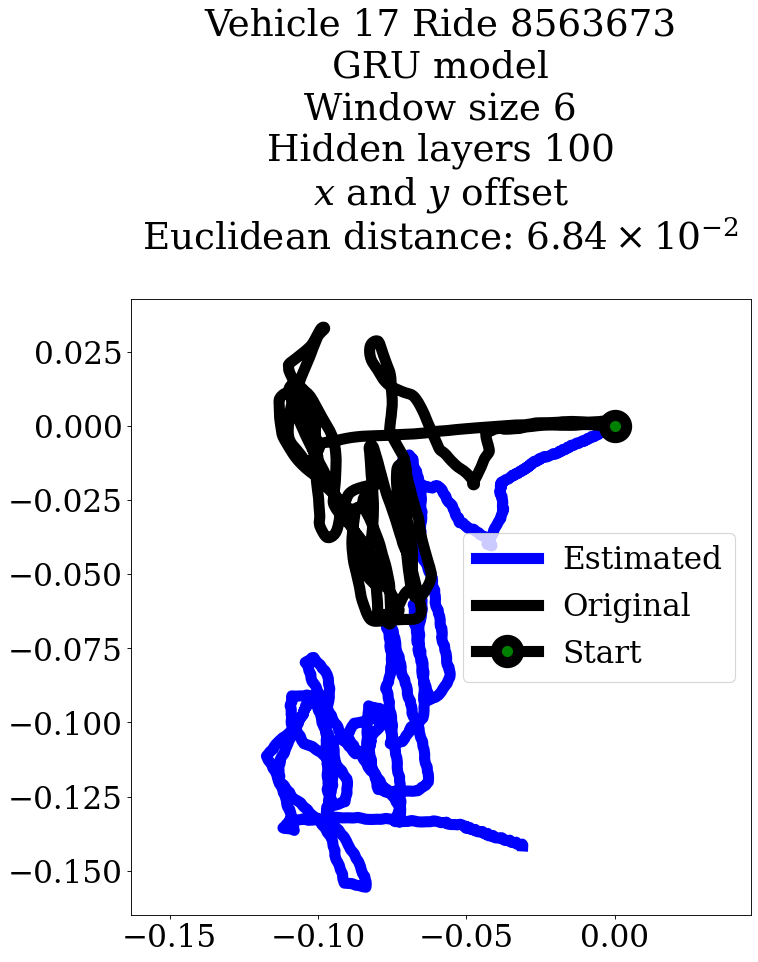 Vehicle 17 Ride 8563673
GRU model
Window size 6
Hidden layers 100
x and y offset
Euclidean distance: 6.84 × 10⁻²
0.025
0.000
−0.025
−0.050
−0.075
−0.100
−0.125
−0.150
Estimated
Original
Start
−0.15 −0.10 −0.05 0.00